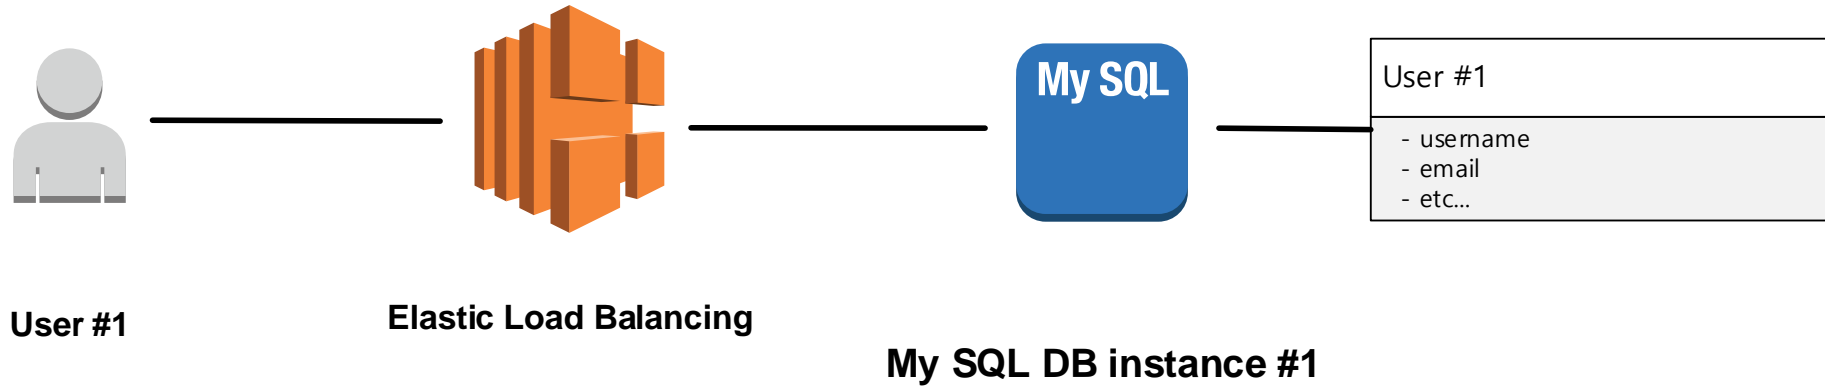 My SQL
User #1
- username
- email
- etc...
User #1
Elastic Load Balancing
My SQL DB instance #1